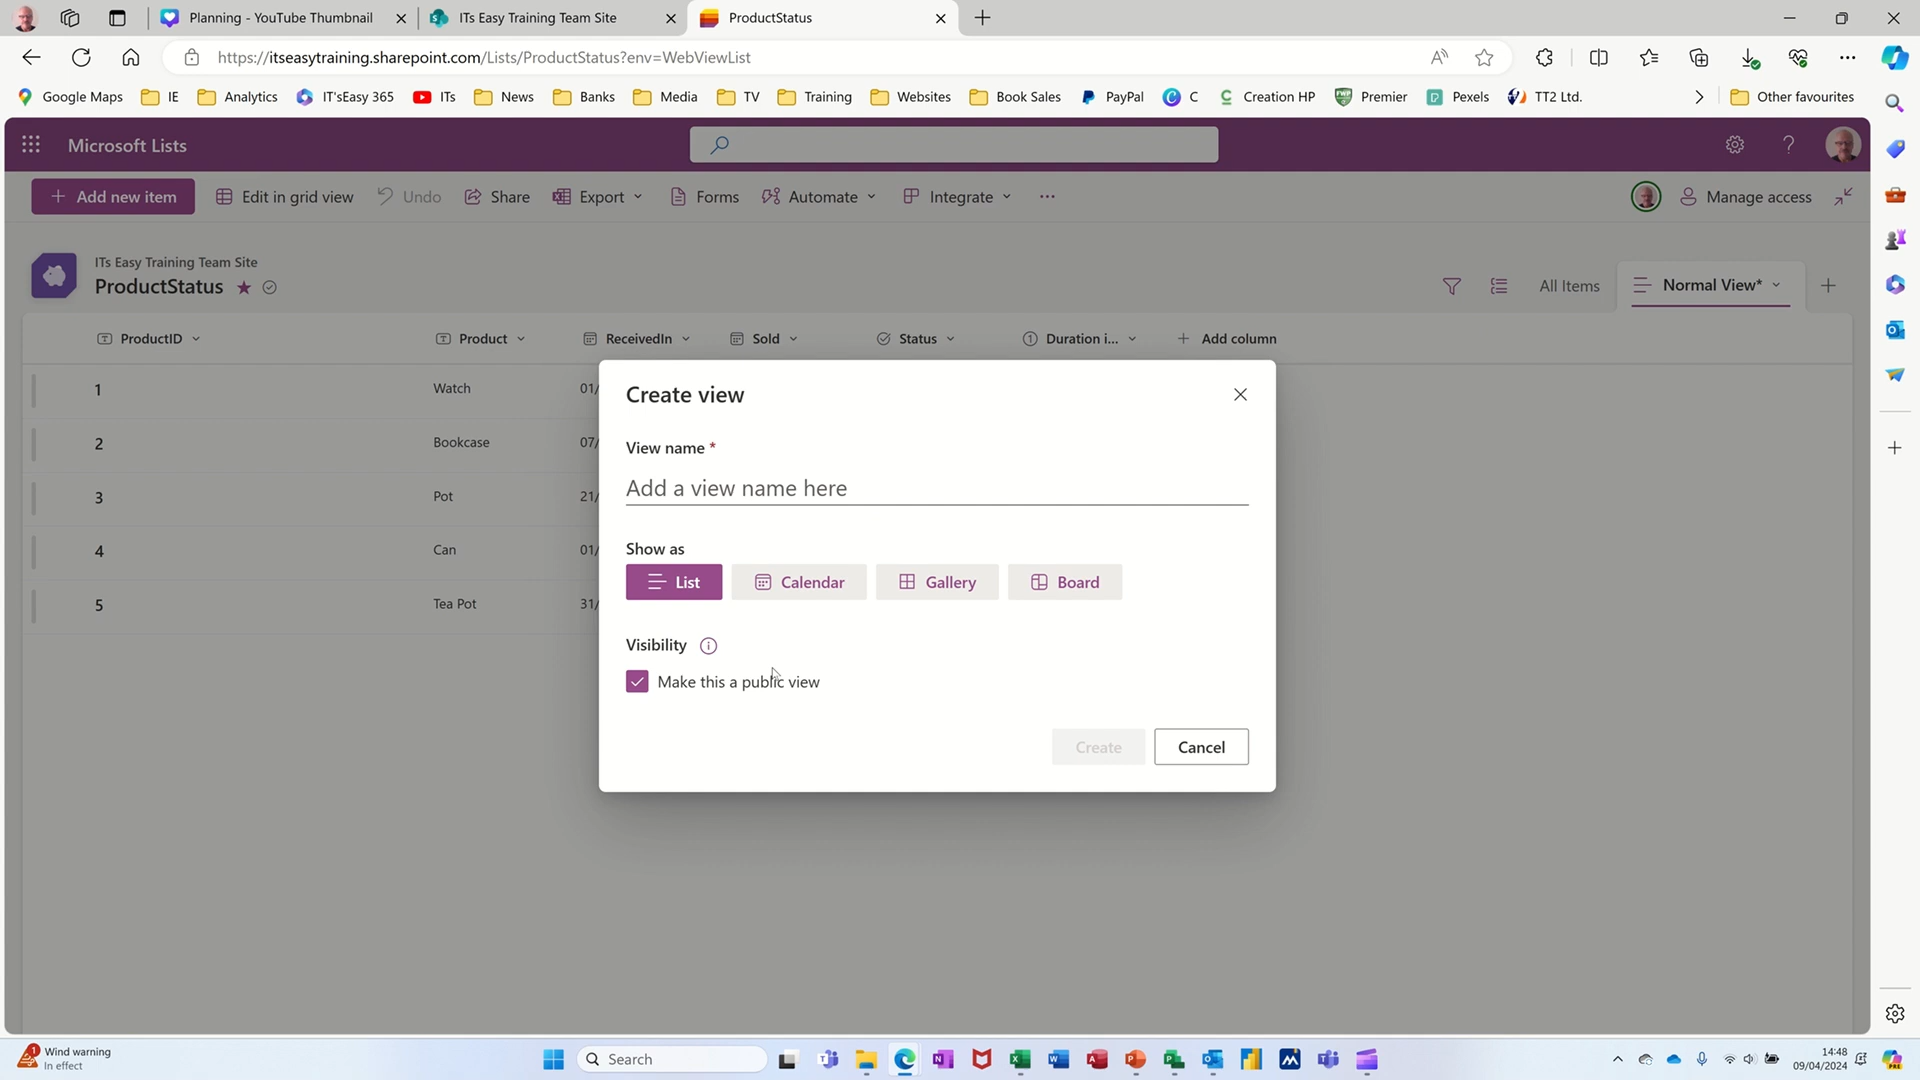 Planning - YouTube Thumbnail
ITs Easy Training Team Site
ProductStatus
https://itseasytraining.sharepoint.com/Lists/ProductStatus?env=WebViewList
Google Maps IE Analytics IT'sEasy 365 ITs News Banks Media TV Training Websites Book Sales PayPal C Creation HP Premier Pexels TT2 Ltd. Other favourites
Microsoft Lists
Add new item Edit in grid view Undo Share Export Forms Automate Integrate Manage access
ITs Easy Training Team Site
ProductStatus
All Items Normal View*
ProductID Product ReceivedIn Sold Status Duration i... Add column
1 Watch 01/
2 Bookcase 07/
3 Pot 21/
4 Can 01/
5 Tea Pot 31/
Create view
View name *
Add a view name here
Show as
List Calendar Gallery Board
Visibility
Make this a public view
Create Cancel
Wind warning
In effect
Search
14:48
09/04/2024